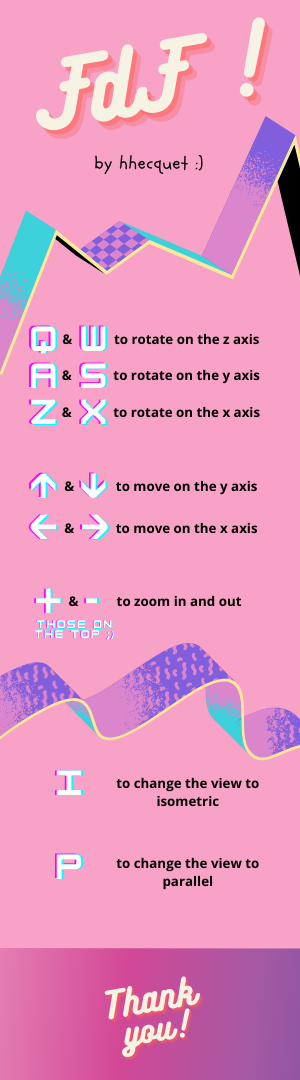 FdF !
by hhecquet :)
Q & W to rotate on the z axis
A & S to rotate on the y axis
Z & X to rotate on the x axis
↑ & ↓ to move on the y axis
← & → to move on the x axis
+ & - to zoom in and out
THOSE ON
THE TOP ;)
I to change the view to
isometric
P to change the view to
parallel
Thank
you!